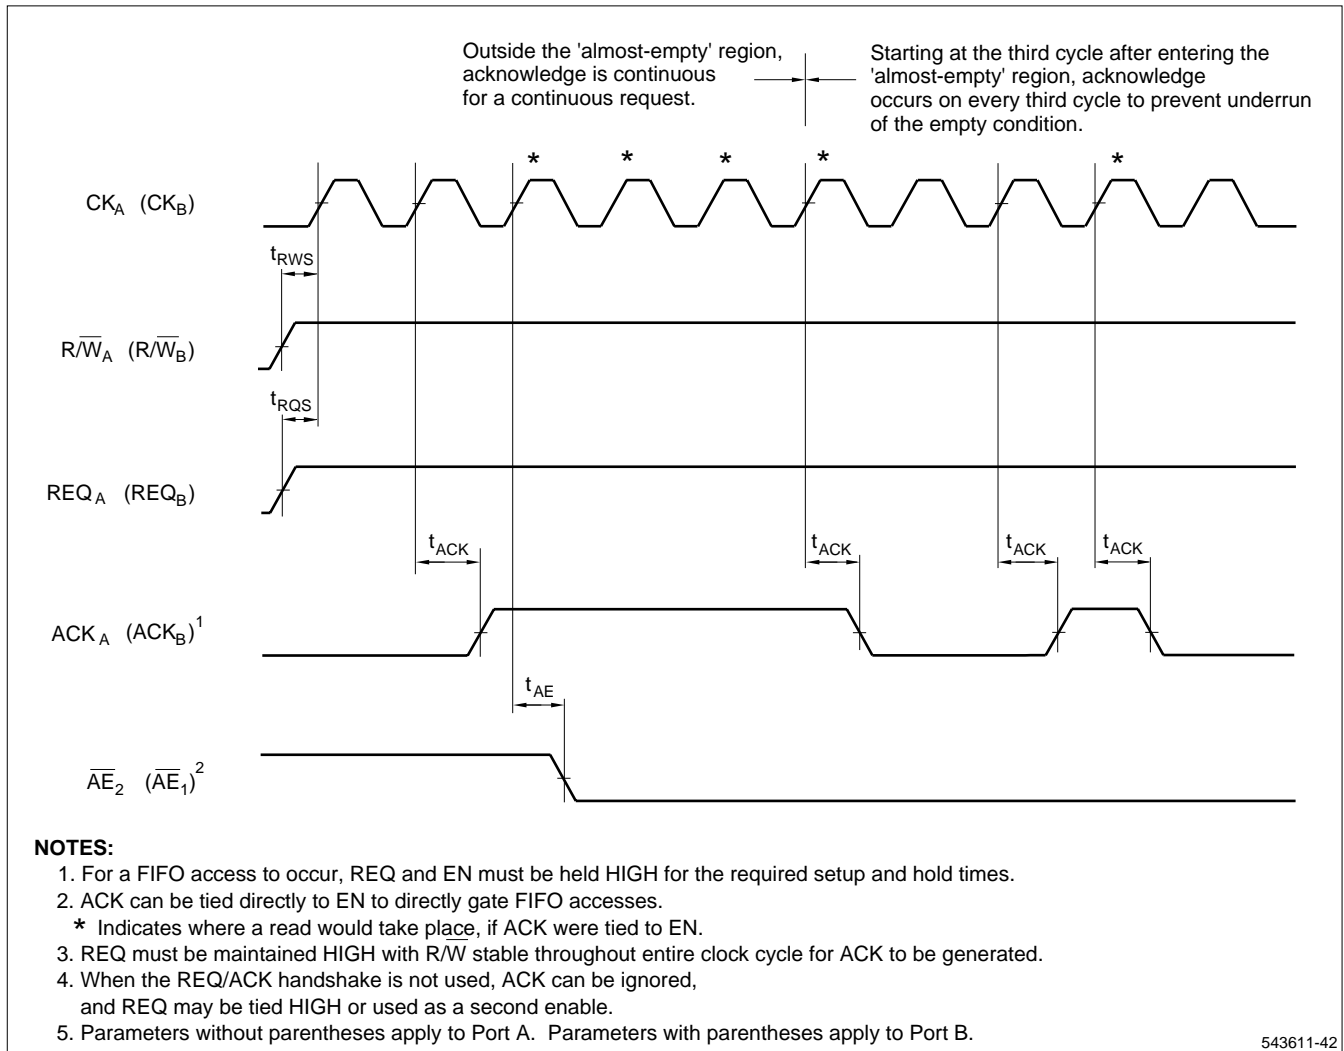 Outside the 'almost-empty' region,
acknowledge is continuous
for a continuous request.
Starting at the third cycle after entering the
'almost-empty' region, acknowledge
occurs on every third cycle to prevent underrun
of the empty condition.
* * * * *
CKA (CKB)
tRWS
R/W̅A (R/W̅B)
tRQS
REQA (REQB)
tACK tACK tACK tACK
ACKA (ACKB)1
tAE
A̅E̅2 (A̅E̅1)2
NOTES:
1. For a FIFO access to occur, REQ and EN must be held HIGH for the required setup and hold times.
2. ACK can be tied directly to EN to directly gate FIFO accesses.
* Indicates where a read would take place, if ACK were tied to EN.
3. REQ must be maintained HIGH with R/W̅ stable throughout entire clock cycle for ACK to be generated.
4. When the REQ/ACK handshake is not used, ACK can be ignored,
and REQ may be tied HIGH or used as a second enable.
5. Parameters without parentheses apply to Port A. Parameters with parentheses apply to Port B.
543611-42